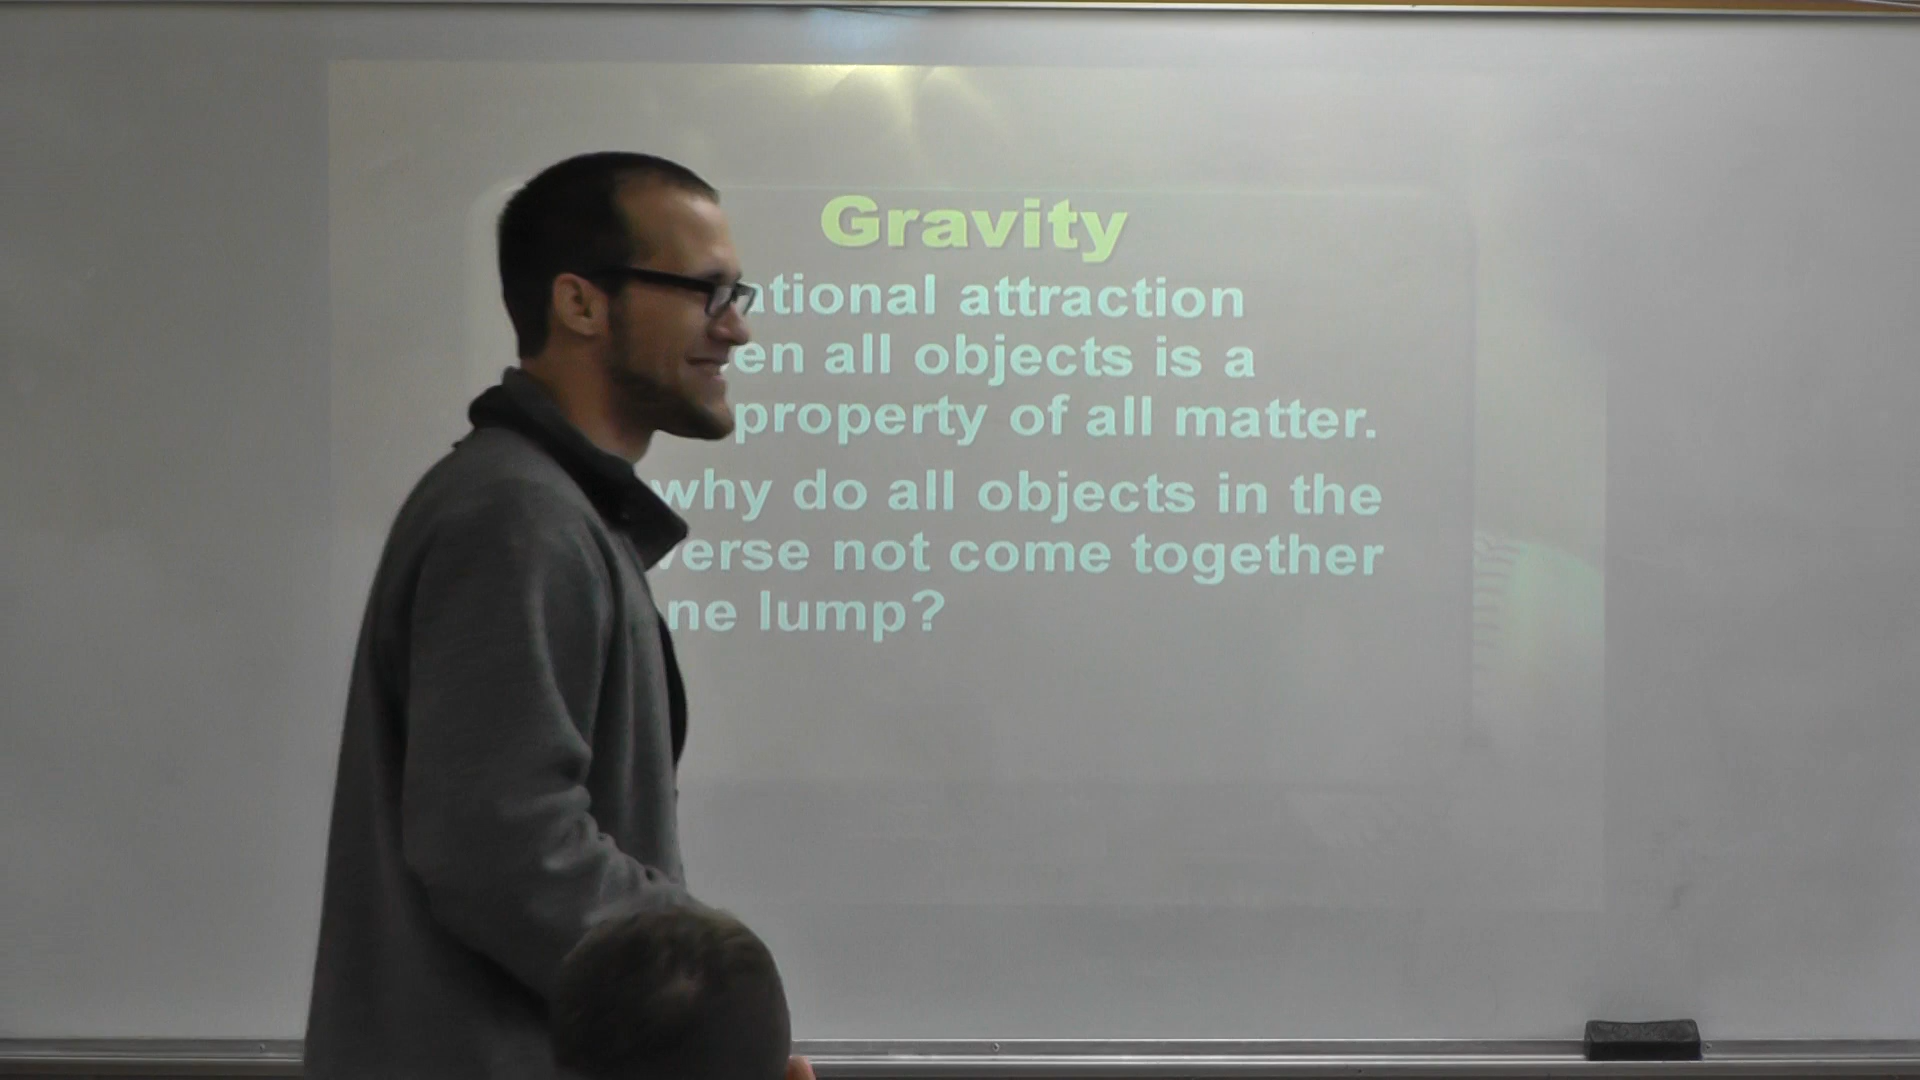 Gravity
ational attraction
en all objects is a
property of all matter.
why do all objects in the
verse not come together
ne lump?